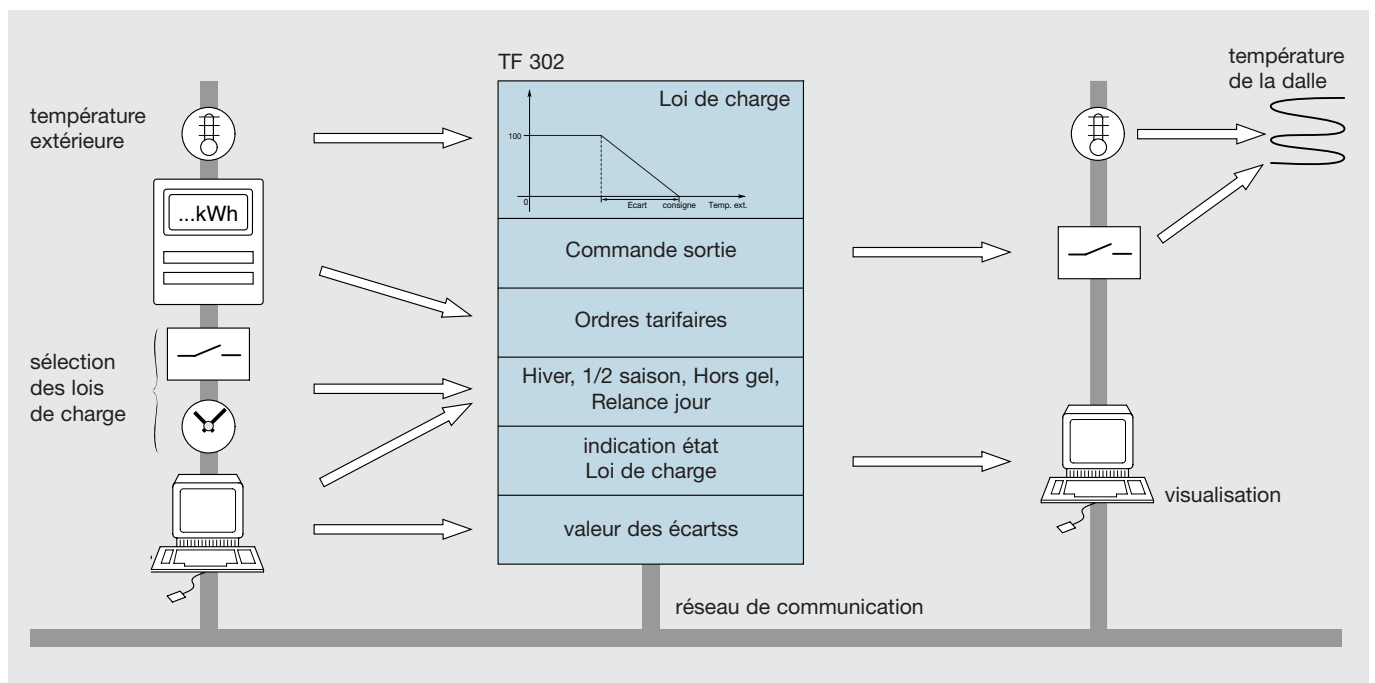 TF 302
température
de la dalle
température
extérieure
Loi de charge
100
0
Ecart
consigne
Temp. ext.
...kWh
Commande sortie
Ordres tarifaires
sélection
des lois
de charge
Hiver, 1/2 saison, Hors gel,
Relance jour
indication état
Loi de charge
visualisation
valeur des écartss
réseau de communication